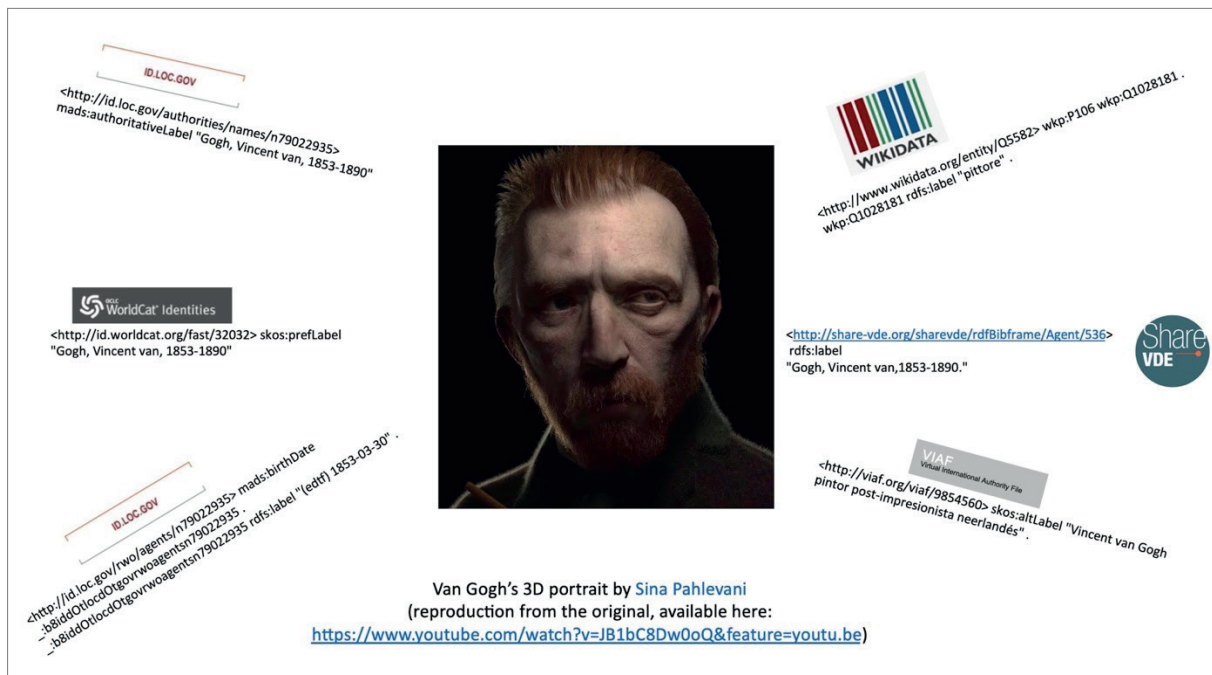 ID.LOC.GOV
<http://id.loc.gov/authorities/names/n79022935>
mads:authoritativeLabel "Gogh, Vincent van, 1853-1890"
WIKIDATA
<http://www.wikidata.org/entity/Q5582> wkp:P106 wkp:Q1028181 .
wkp:Q1028181 rdfs:label "pittore" .
OCLC
WorldCat® Identities
<http://id.worldcat.org/fast/32032> skos:prefLabel
"Gogh, Vincent van, 1853-1890"
<http://share-vde.org/sharevde/rdfBibframe/Agent/536>
rdfs:label
"Gogh, Vincent van,1853-1890."
Share
VDE
ID.LOC.GOV
<http://id.loc.gov/rwo/agents/n79022935> mads:birthDate
_:b8iddOtlocdOtgovrwoagentsn79022935 .
_:b8iddOtlocdOtgovrwoagentsn79022935 rdfs:label "(edtf) 1853-03-30" .
VIAF
Virtual International Authority File
<http://viaf.org/viaf/9854560> skos:altLabel "Vincent van Gogh
pintor post-impresionista neerlandés" .
Van Gogh's 3D portrait by Sina Pahlevani
(reproduction from the original, available here:
https://www.youtube.com/watch?v=JB1bC8Dw0oQ&feature=youtu.be)